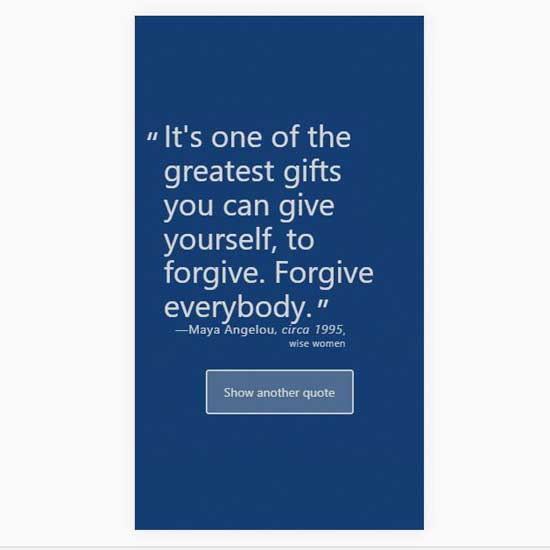 “It's one of the
greatest gifts
you can give
yourself, to
forgive. Forgive
everybody.”
—Maya Angelou, circa 1995,
wise women
Show another quote